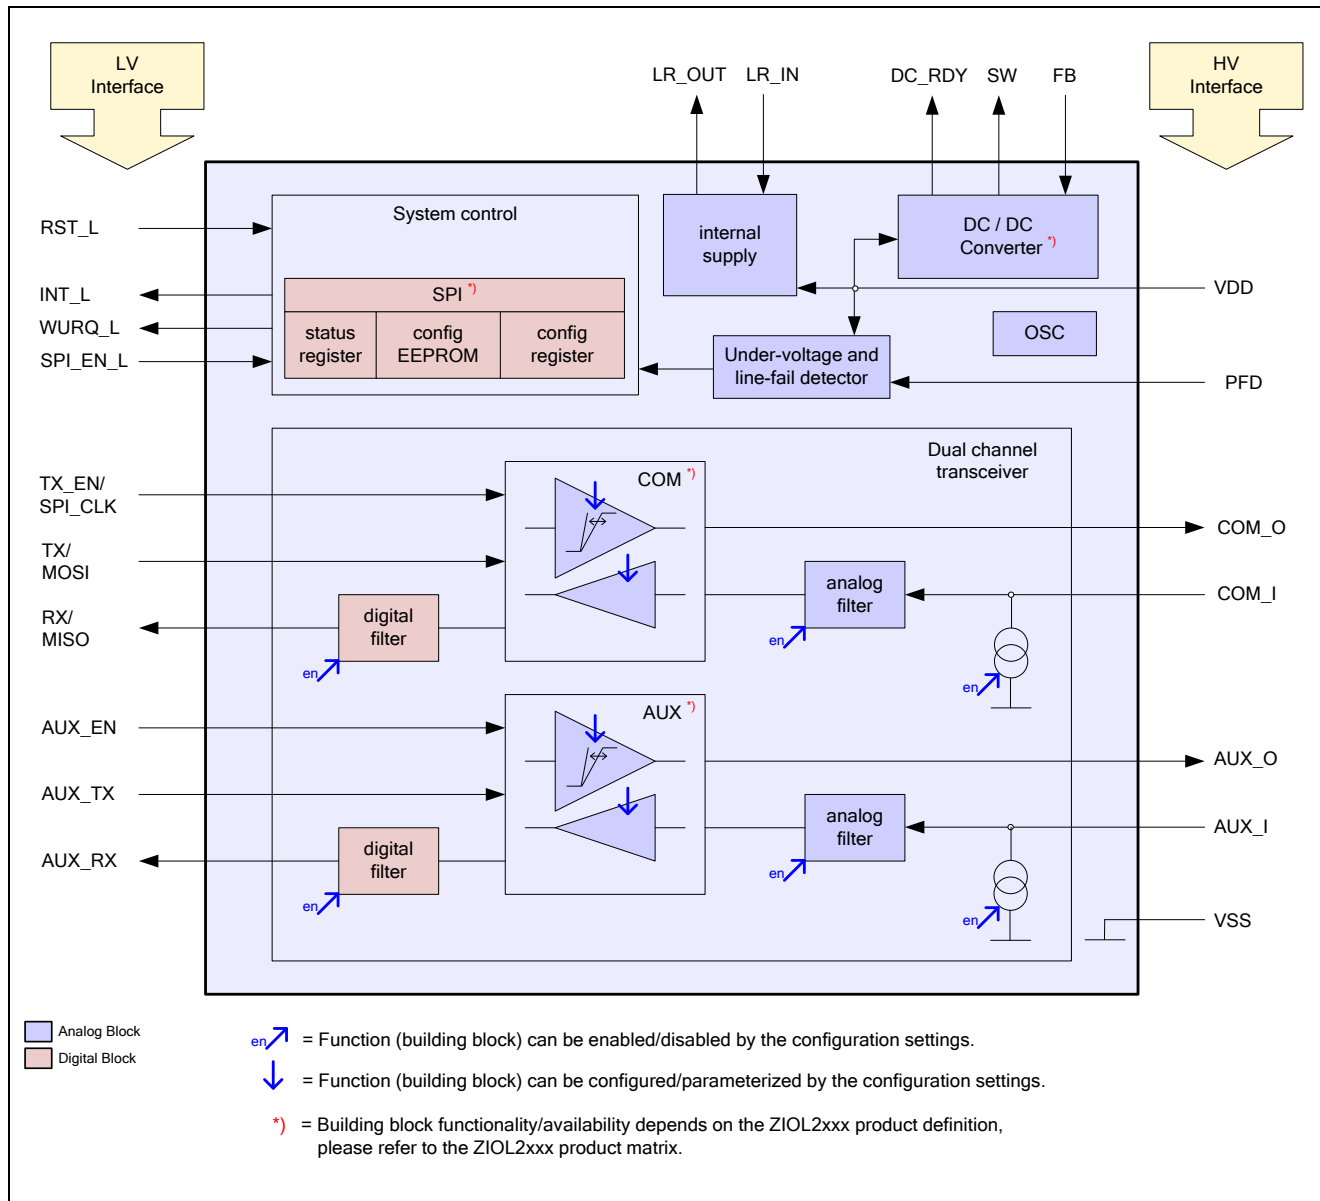 LV
Interface
HV
Interface
LR_OUT
LR_IN
DC_RDY
SW
FB
RST_L
INT_L
WURQ_L
SPI_EN_L
System control
SPI *)
status
register
config
EEPROM
config
register
internal
supply
DC / DC
Converter *)
VDD
OSC
Under-voltage and
line-fail detector
PFD
Dual channel
transceiver
TX_EN/
SPI_CLK
TX/
MOSI
RX/
MISO
COM *)
digital
filter
en
analog
filter
en
en
COM_O
COM_I
AUX_EN
AUX_TX
AUX_RX
AUX *)
digital
filter
en
analog
filter
en
en
AUX_O
AUX_I
VSS
Analog Block
Digital Block
en = Function (building block) can be enabled/disabled by the configuration settings.
= Function (building block) can be configured/parameterized by the configuration settings.
*) = Building block functionality/availability depends on the ZIOL2xxx product definition,
please refer to the ZIOL2xxx product matrix.